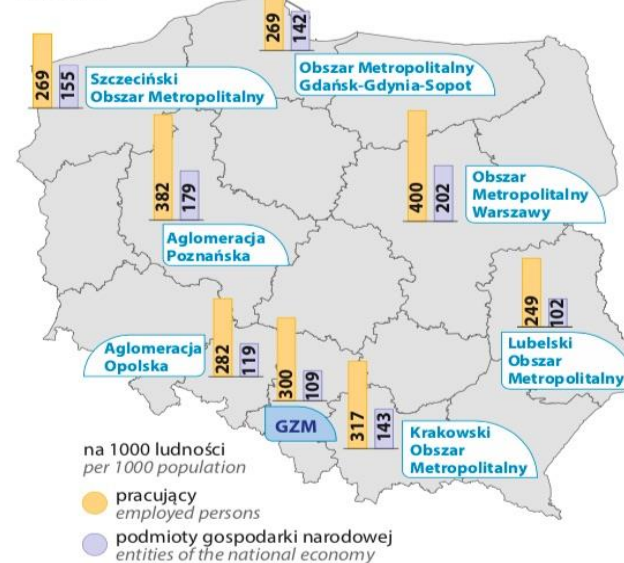 269
142
Obszar Metropolitalny
Gdańsk-Gdynia-Sopot
269
155
Szczeciński
Obszar Metropolitalny
382
179
Aglomeracja
Poznańska
400
202
Obszar
Metropolitalny
Warszawy
249
102
Lubelski
Obszar
Metropolitalny
Aglomeracja
Opolska
282
119
300
109
GZM
317
143
Krakowski
Obszar
Metropolitalny
na 1000 ludności
per 1000 population
pracujący
employed persons
podmioty gospodarki narodowej
entities of the national economy